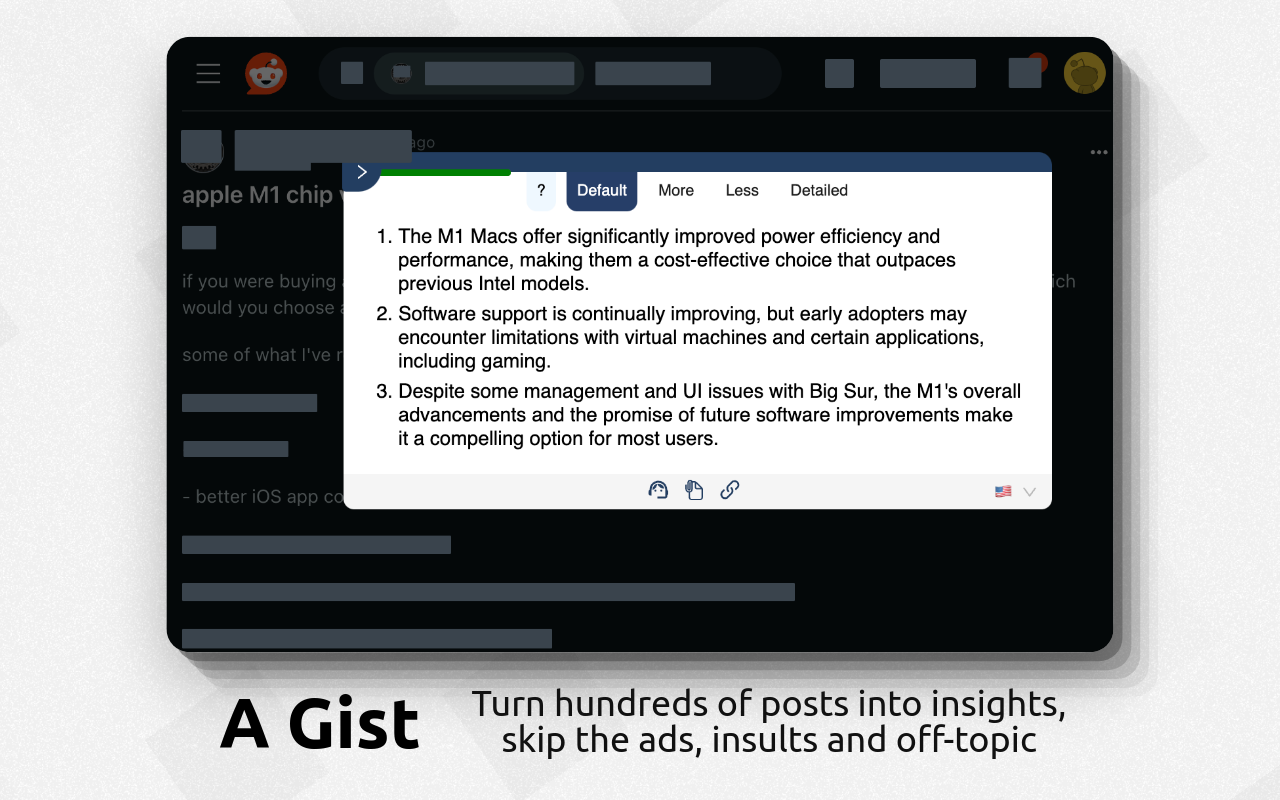 ago
apple M1 chip
? Default More Less Detailed
1. The M1 Macs offer significantly improved power efficiency and
performance, making them a cost-effective choice that outpaces
previous Intel models.
2. Software support is continually improving, but early adopters may
encounter limitations with virtual machines and certain applications,
including gaming.
3. Despite some management and UI issues with Big Sur, the M1's overall
advancements and the promise of future software improvements make
it a compelling option for most users.
if you were buying
would you choose
some of what I've
- better iOS app
A Gist
Turn hundreds of posts into insights,
skip the ads, insults and off-topic